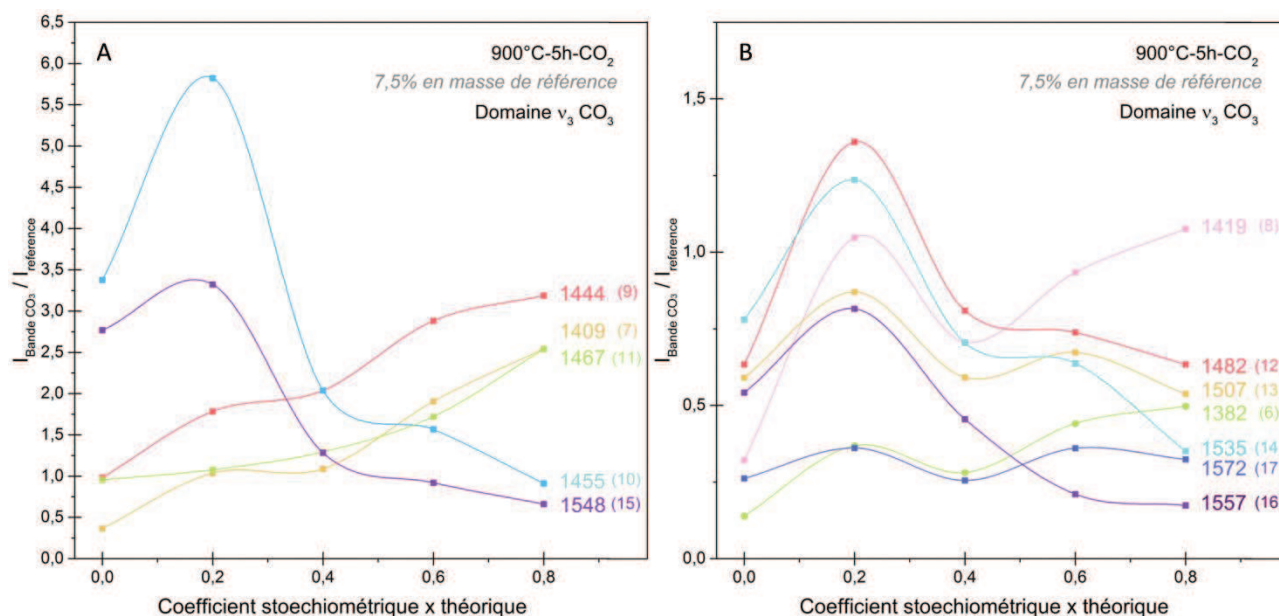 A
900°C-5h-CO₂
7,5% en masse de référence
Domaine ν₃ CO₃
I Bande CO₃ / I reference
6,5
6,0
5,5
5,0
4,5
4,0
3,5
3,0
2,5
2,0
1,5
1,0
0,5
0,0
1444 (9)
1409 (7)
1467 (11)
1455 (10)
1548 (15)
0,0 0,2 0,4 0,6 0,8
Coefficient stoechiométrique x théorique
B
900°C-5h-CO₂
7,5% en masse de référence
Domaine ν₃ CO₃
I Bande CO₃ / I reference
1,5
1,0
0,5
0,0
1419 (8)
1482 (12
1507 (13
1382 (6)
1535 (14
1572 (17
1557 (16
0,0 0,2 0,4 0,6 0,8
Coefficient stoechiométrique x théorique